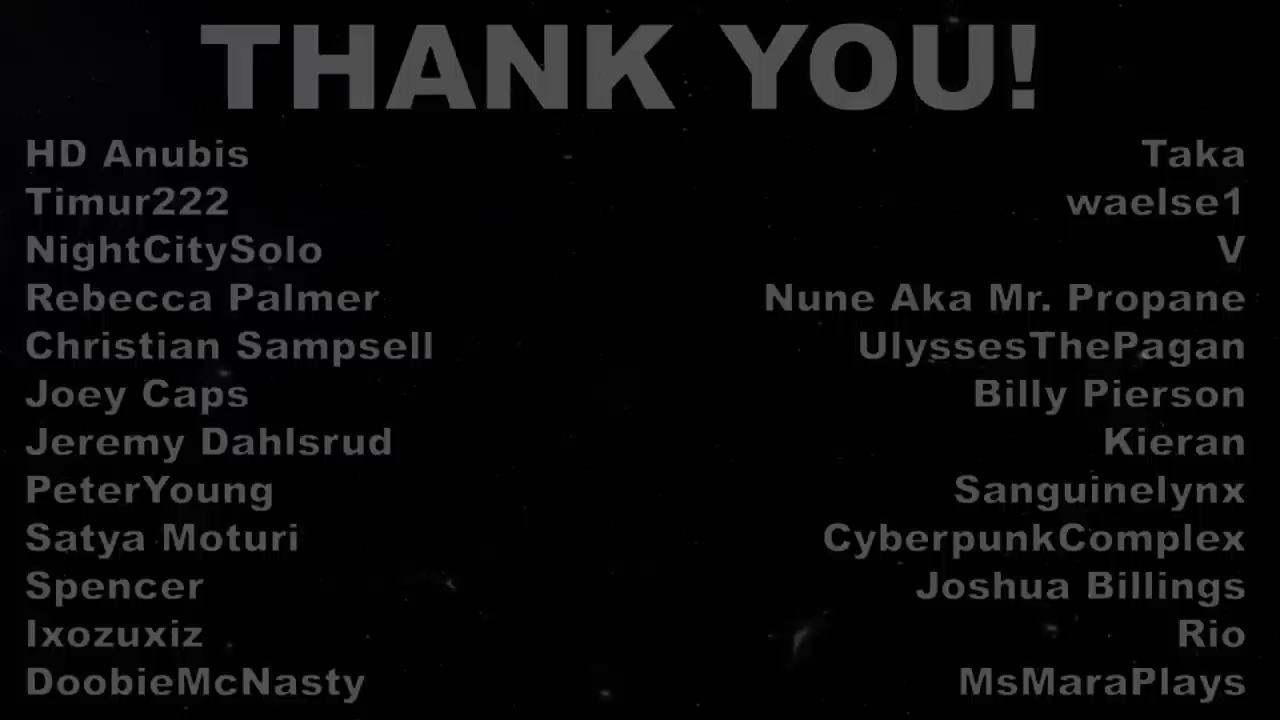 THANK YOU!
HD Anubis
Timur222
NightCitySolo
Rebecca Palmer
Christian Sampsell
Joey Caps
Jeremy Dahlsrud
PeterYoung
Satya Moturi
Spencer
Ixozuxiz
DoobieMcNasty
Taka
waelse1
V
Nune Aka Mr. Propane
UlyssesThePagan
Billy Pierson
Kieran
Sanguinelynx
CyberpunkComplex
Joshua Billings
Rio
MsMaraPlays